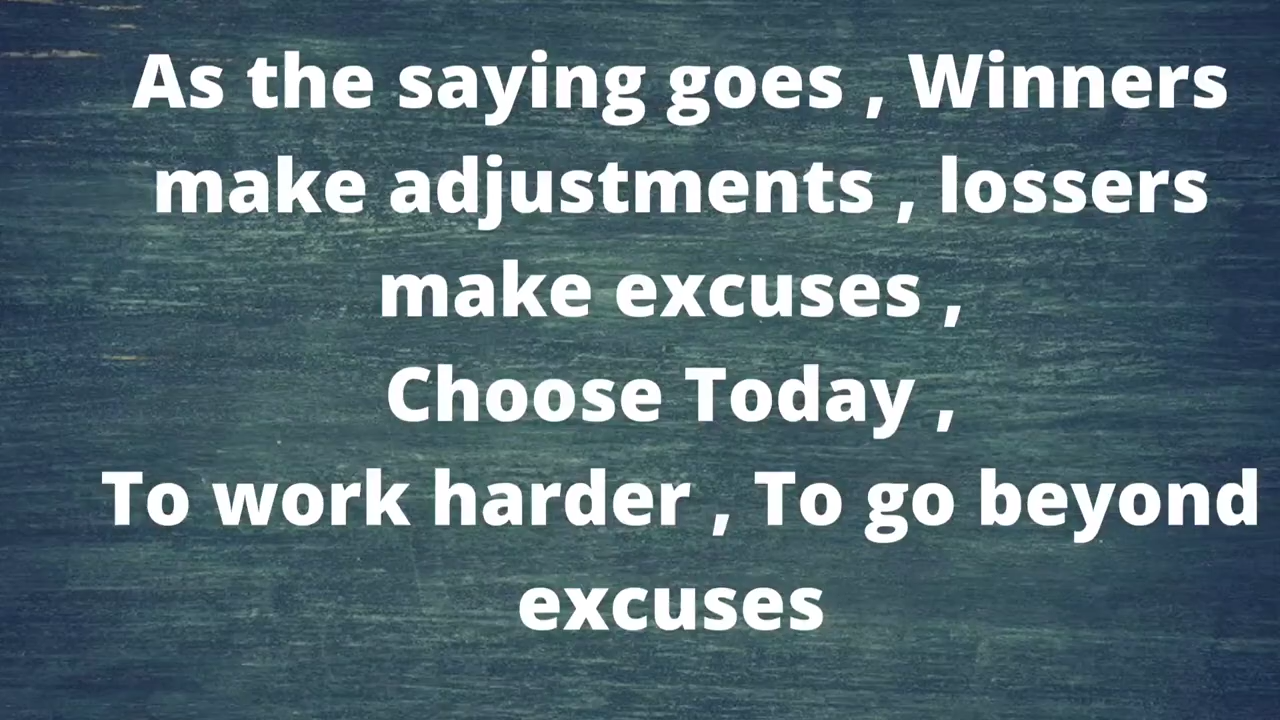 As the saying goes , Winners
make adjustments , lossers
make excuses ,
Choose Today ,
To work harder , To go beyond
excuses